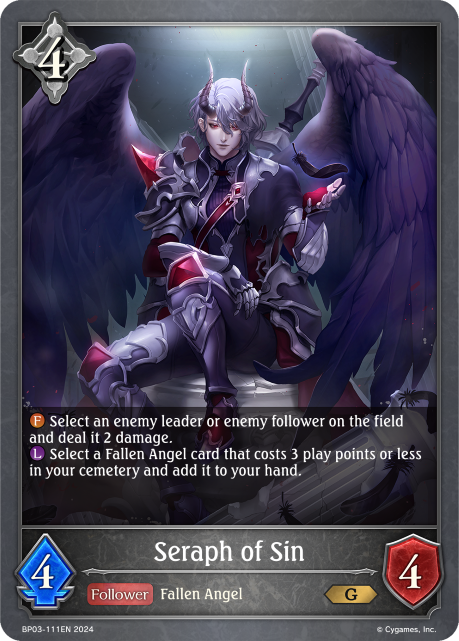 4
F Select an enemy leader or enemy follower on the field
and deal it 2 damage.
L Select a Fallen Angel card that costs 3 play points or less
in your cemetery and add it to your hand.
Seraph of Sin
4
Follower Fallen Angel
G
4
BP03-111EN 2024
© Cygames, Inc.